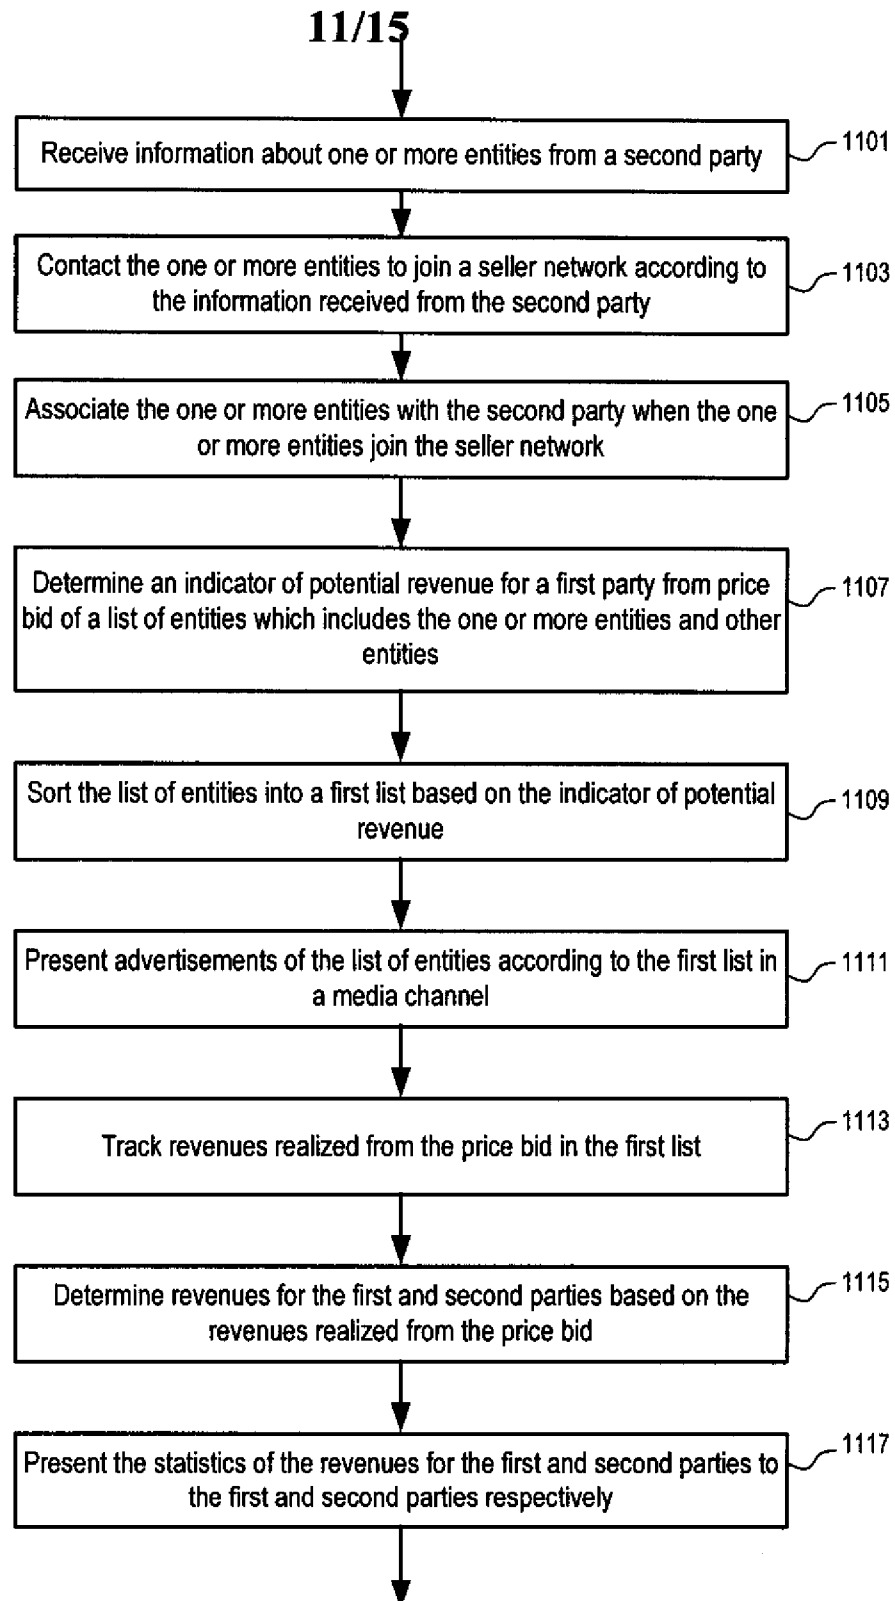 11/15
Receive information about one or more entities from a second party
1101
Contact the one or more entities to join a seller network according to
the information received from the second party
1103
Associate the one or more entities with the second party when the one
or more entities join the seller network
1105
Determine an indicator of potential revenue for a first party from price
bid of a list of entities which includes the one or more entities and other
entities
1107
Sort the list of entities into a first list based on the indicator of potential
revenue
1109
Present advertisements of the list of entities according to the first list in
a media channel
1111
Track revenues realized from the price bid in the first list
1113
Determine revenues for the first and second parties based on the
revenues realized from the price bid
1115
Present the statistics of the revenues for the first and second parties to
the first and second parties respectively
1117